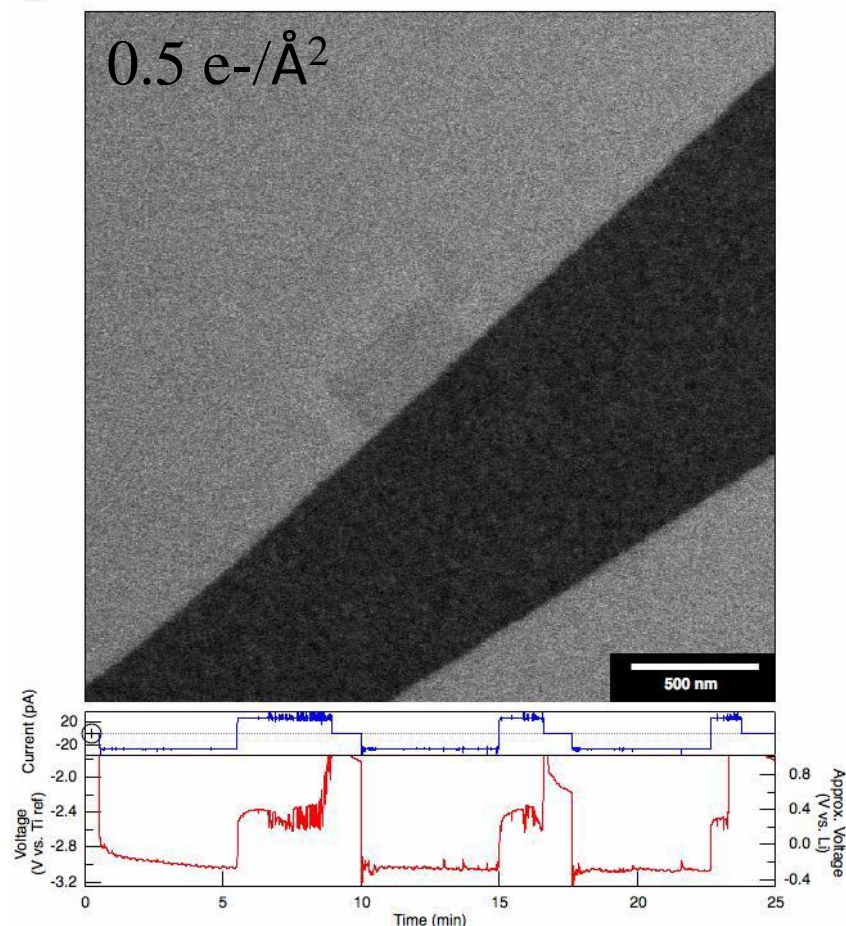 0.5 e-/Å²
500 nm
Current (pA)
20
-20
Voltage
(V vs. Ti ref)
-2.0
-2.4
-2.8
-3.2
0.8
0.4
0.0
-0.4
Approx. Voltage
(V vs. Li)
0 5 10 15 20 25
Time (min)